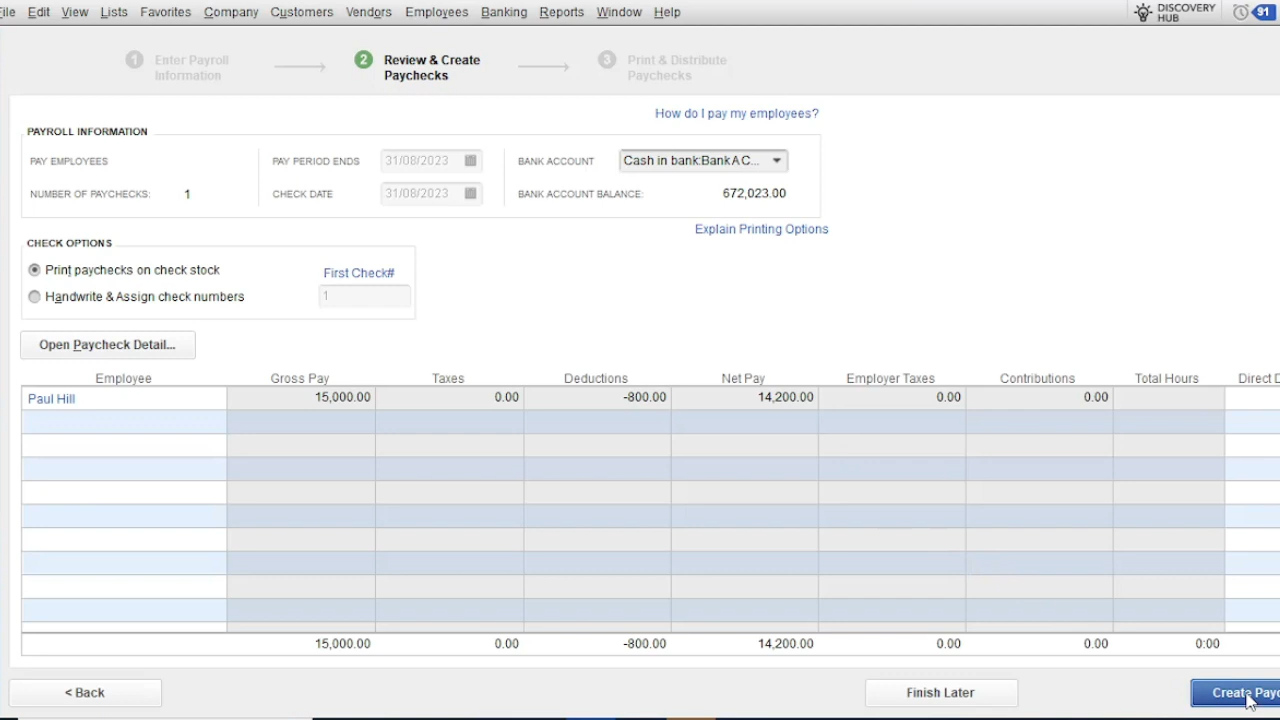 ile Edit View Lists Favorites Company Customers Vendors Employees Banking Reports Window Help DISCOVERY HUB 91
1 Enter Payroll Information 2 Review & Create Paychecks 3 Print & Distribute Paychecks
How do I pay my employees?
PAYROLL INFORMATION
PAY EMPLOYEES PAY PERIOD ENDS 31/08/2023 BANK ACCOUNT Cash in bank:Bank A C...
NUMBER OF PAYCHECKS: 1 CHECK DATE 31/08/2023 BANK ACCOUNT BALANCE: 672,023.00
Explain Printing Options
CHECK OPTIONS
Print paychecks on check stock First Check#
Handwrite & Assign check numbers 1
Open Paycheck Detail...
Employee Gross Pay Taxes Deductions Net Pay Employer Taxes Contributions Total Hours Direct D
Paul Hill 15,000.00 0.00 -800.00 14,200.00 0.00 0.00
15,000.00 0.00 -800.00 14,200.00 0.00 0.00 0:00
< Back Finish Later Create Payc